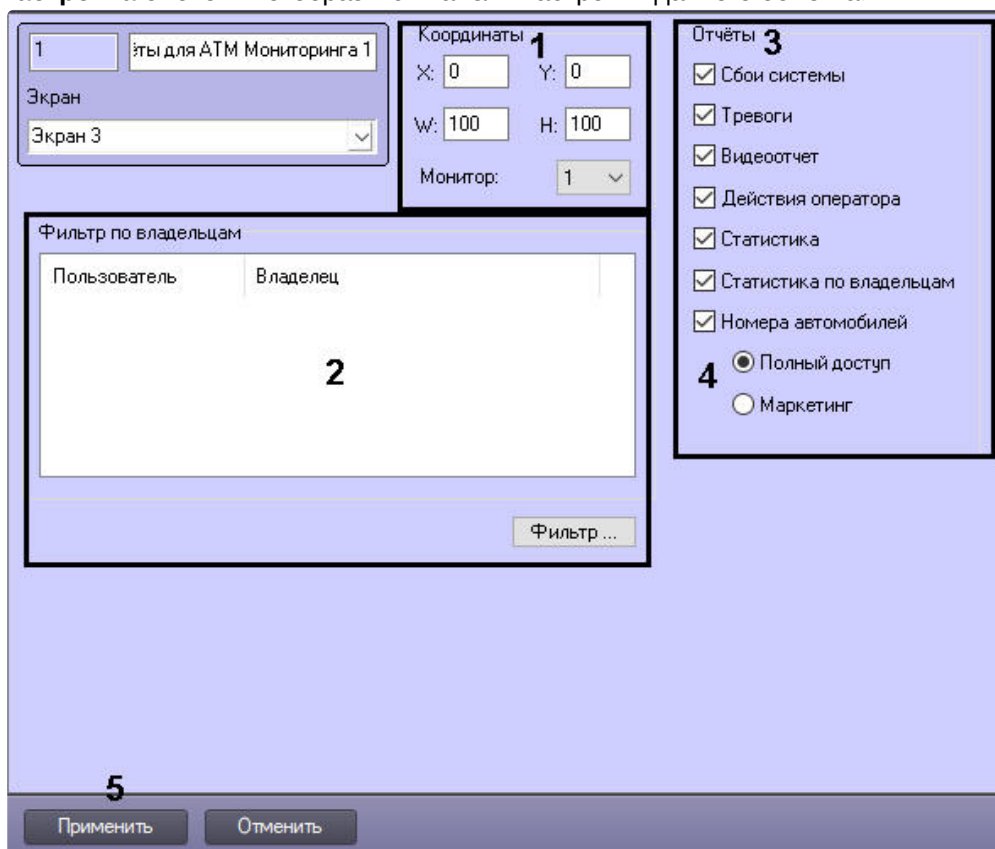 1
ты для АТМ Мониторинга 1
Экран
Экран 3
Координаты 1
X: 0 Y: 0
W: 100 H: 100
Монитор: 1
Фильтр по владельцам
Пользователь Владелец
2
Фильтр ...
Отчёты 3
Сбои системы
Тревоги
Видеоотчет
Действия оператора
Статистика
Статистика по владельцам
Номера автомобилей
4
Полный доступ
Маркетинг
5
Применить Отменить